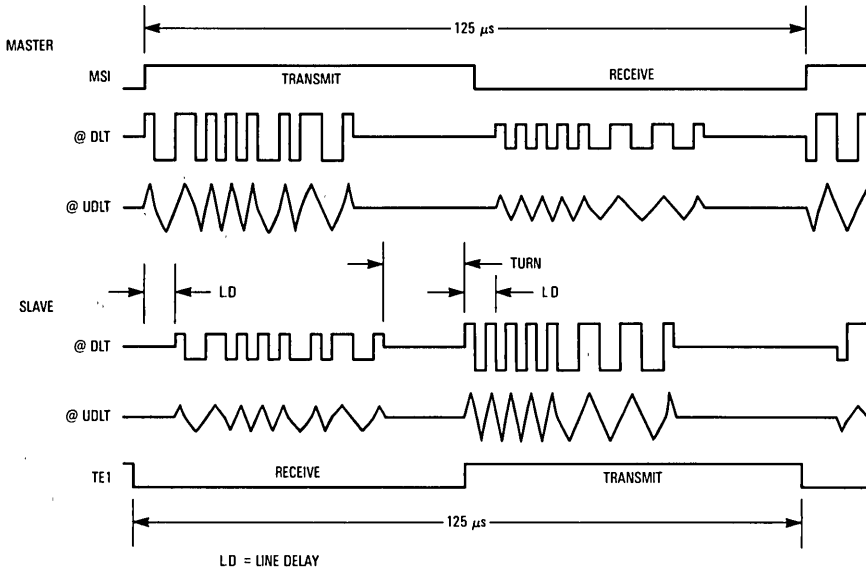 125 μs
MASTER
MSI
TRANSMIT
RECEIVE
@ DLT
@ UDLT
TURN
LD
LD
SLAVE
@ DLT
@ UDLT
TE1
RECEIVE
TRANSMIT
125 μs
LD = LINE DELAY